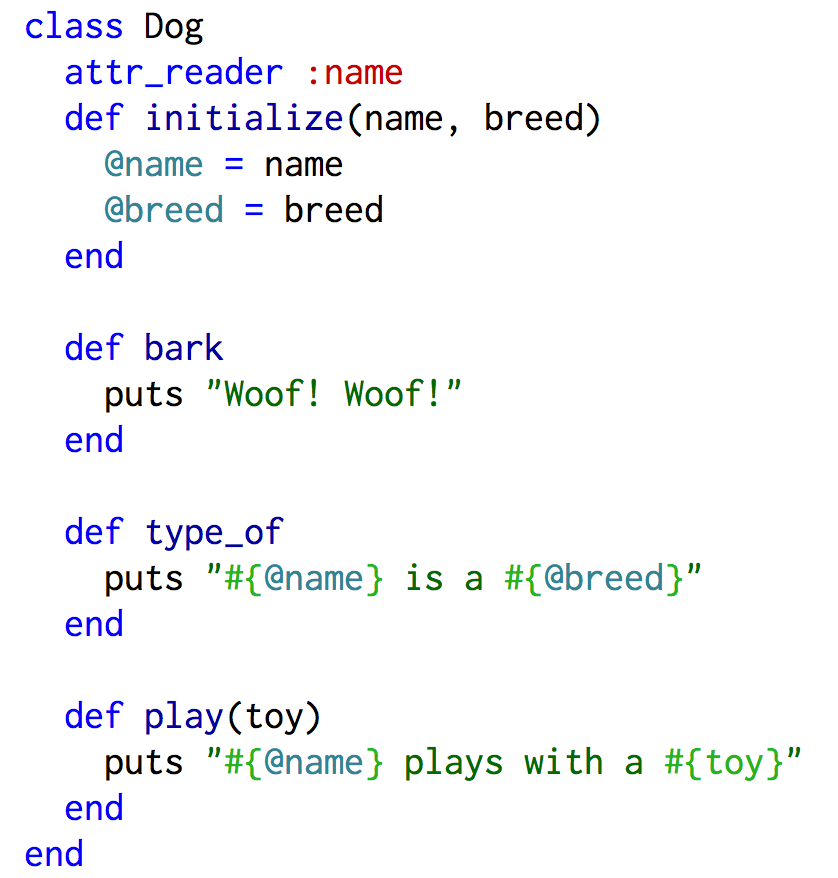 class Dog
  attr_reader :name
  def initialize(name, breed)
    @name = name
    @breed = breed
  end

  def bark
    puts "Woof! Woof!"
  end

  def type_of
    puts "#{@name} is a #{@breed}"
  end

  def play(toy)
    puts "#{@name} plays with a #{toy}"
  end
end